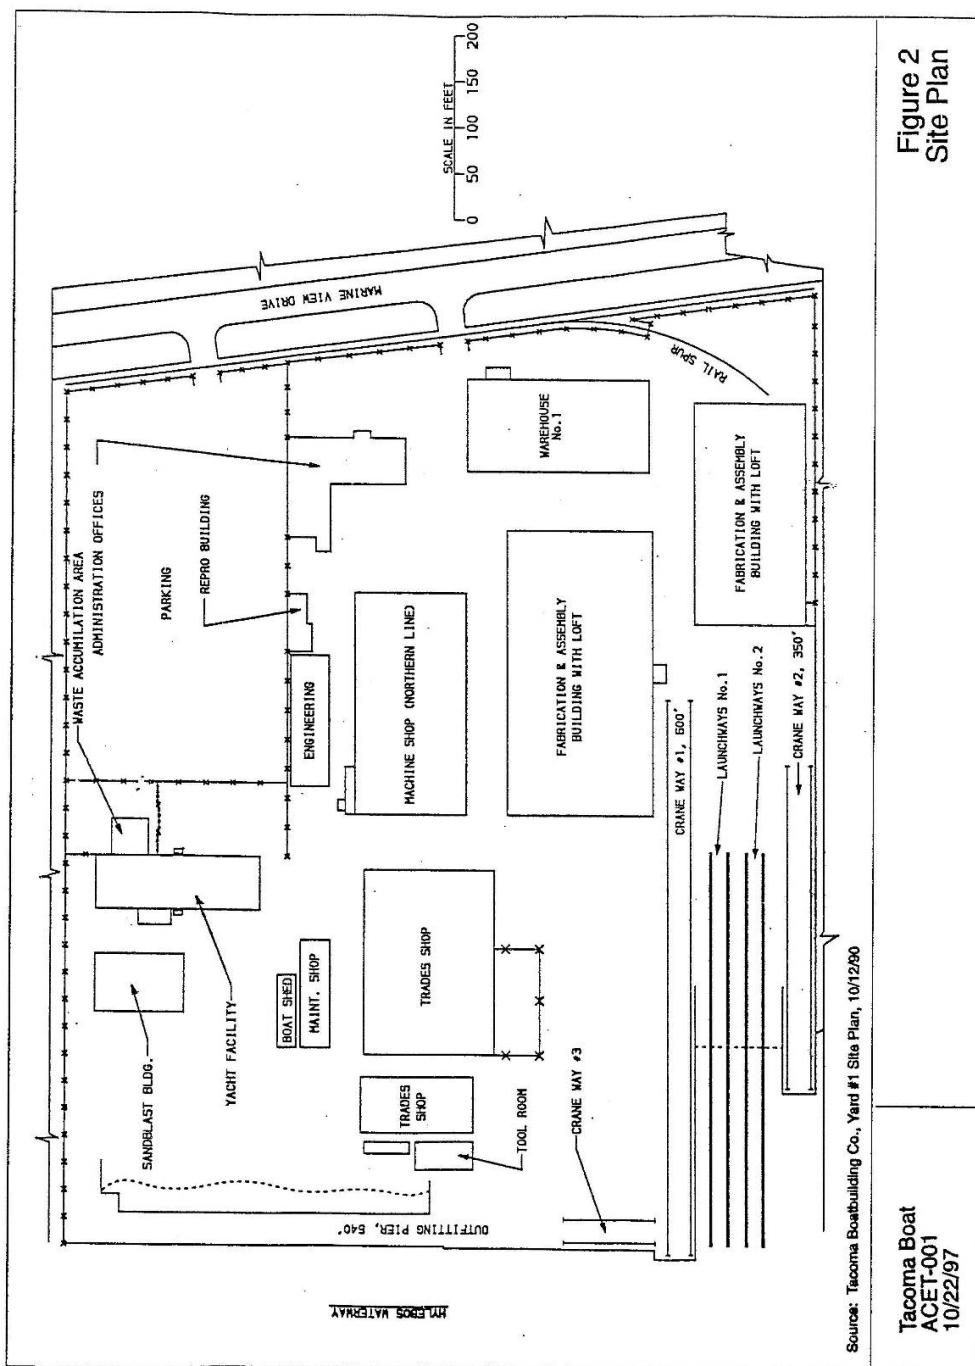 SCALE IN FEET
0 50 100 150 200
MARINE VIEW DRIVE
RAIL SPUR
WASTE ACCUMILATION AREA
ADMINISTRATION OFFICES
PARKING
REPRO BUILDING
WAREHOUSE
No.1
ENGINEERING
MACHINE SHOP (NORTHERN LINE)
FABRICATION & ASSEMBLY
BUILDING WITH LOFT
FABRICATION & ASSEMBLY
BUILDING WITH LOFT
CRANE WAY #1, 600'
LAUNCHWAYS No.1
LAUNCHWAYS No.2
CRANE WAY #2, 350'
SANDBLAST BLDG.
YACHT FACILITY
BOAT SHED
MAINT. SHOP
TRADES SHOP
TRADES
SHOP
TOOL ROOM
CRANE WAY #3
OUTFITTING PIER, 540'
HYLEBOS WATERWAY
Source: Tacoma Boatbuilding Co., Yard #1 Site Plan, 10/12/90
Tacoma Boat
ACET-001
10/22/97
Figure 2
Site Plan